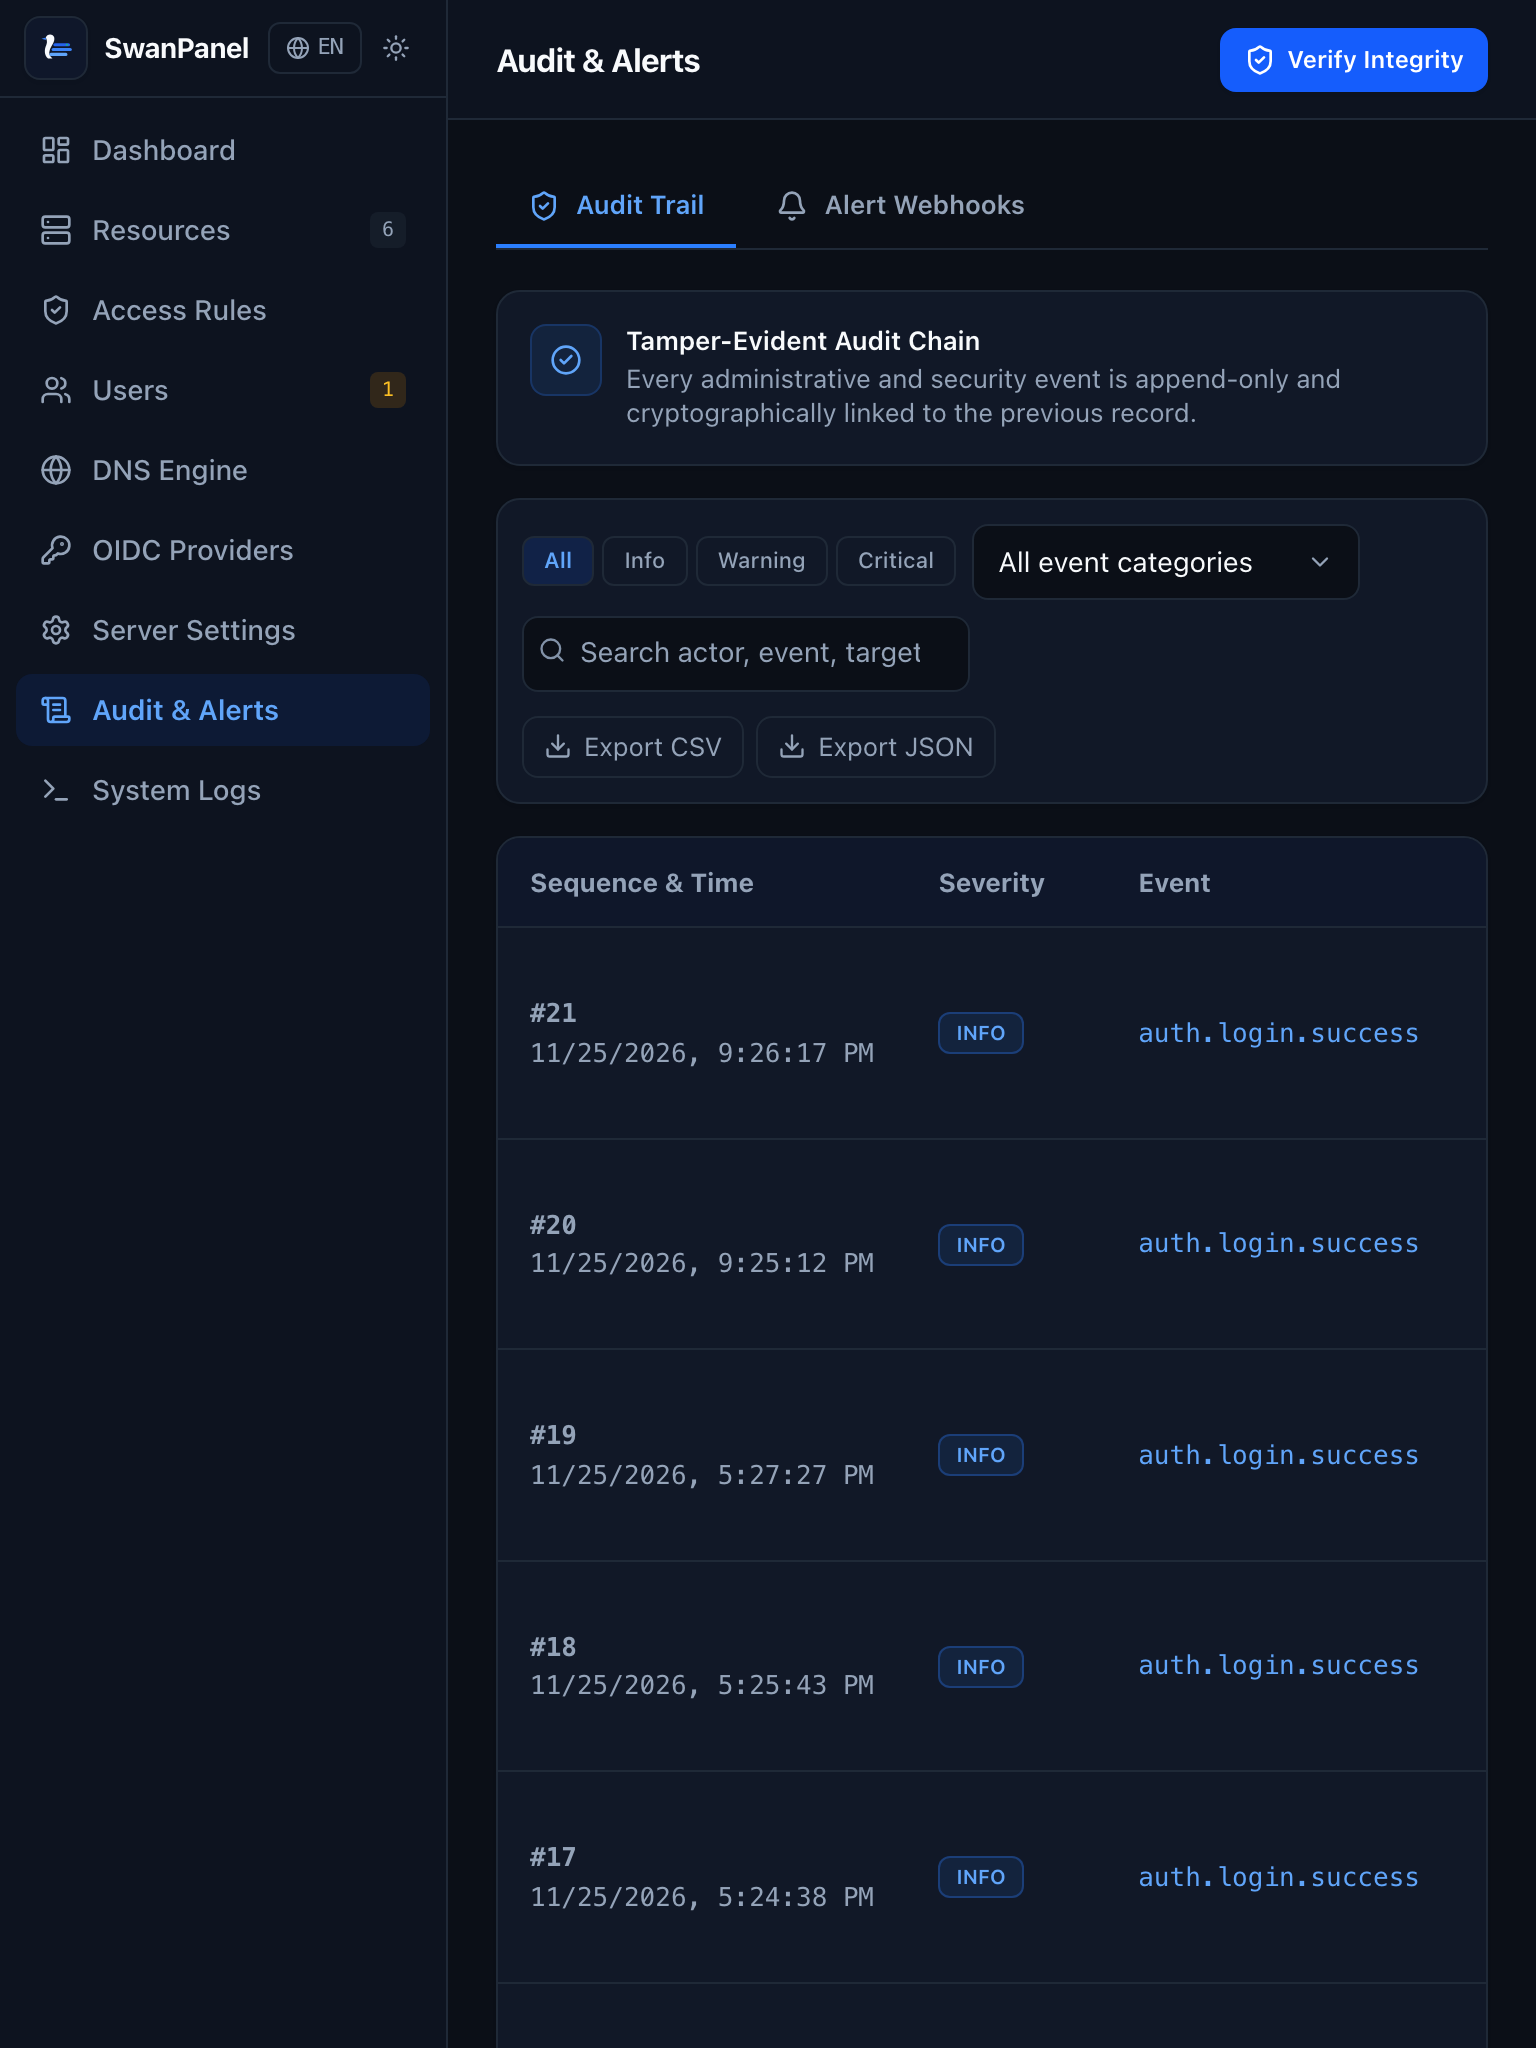 SwanPanel
EN
Dashboard
Resources
6
Access Rules
Users
1
DNS Engine
OIDC Providers
Server Settings
Audit & Alerts
System Logs
Audit & Alerts
Verify Integrity
Audit Trail
Alert Webhooks
Tamper-Evident Audit Chain
Every administrative and security event is append-only and
cryptographically linked to the previous record.
All
Info
Warning
Critical
All event categories
Search actor, event, target
Export CSV
Export JSON
Sequence & Time
Severity
Event
#21
11/25/2026, 9:26:17 PM
INFO
auth.login.success
#20
11/25/2026, 9:25:12 PM
INFO
auth.login.success
#19
11/25/2026, 5:27:27 PM
INFO
auth.login.success
#18
11/25/2026, 5:25:43 PM
INFO
auth.login.success
#17
11/25/2026, 5:24:38 PM
INFO
auth.login.success